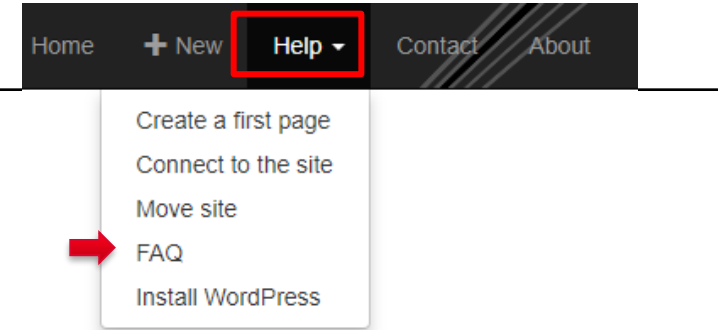 Home + New Help Contact About
Create a first page
Connect to the site
Move site
FAQ
Install WordPress